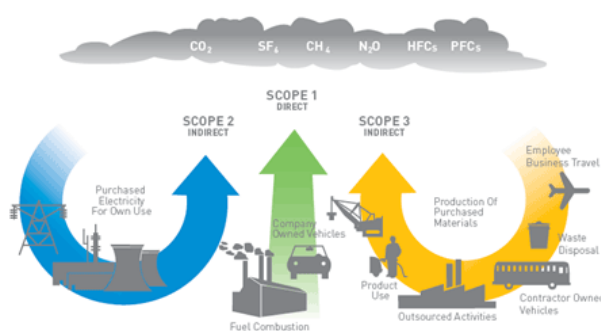 CO₂ SF₆ CH₄ N₂O HFCs PFCs
SCOPE 1
DIRECT
SCOPE 2
INDIRECT
SCOPE 3
INDIRECT
Purchased
Electricity
For Own Use
Company
Owned Vehicles
Fuel Combustion
Production Of
Purchased
Materials
Employee
Business Travel
Waste
Disposal
Contractor Owned
Vehicles
Outsourced Activities
Product
Use